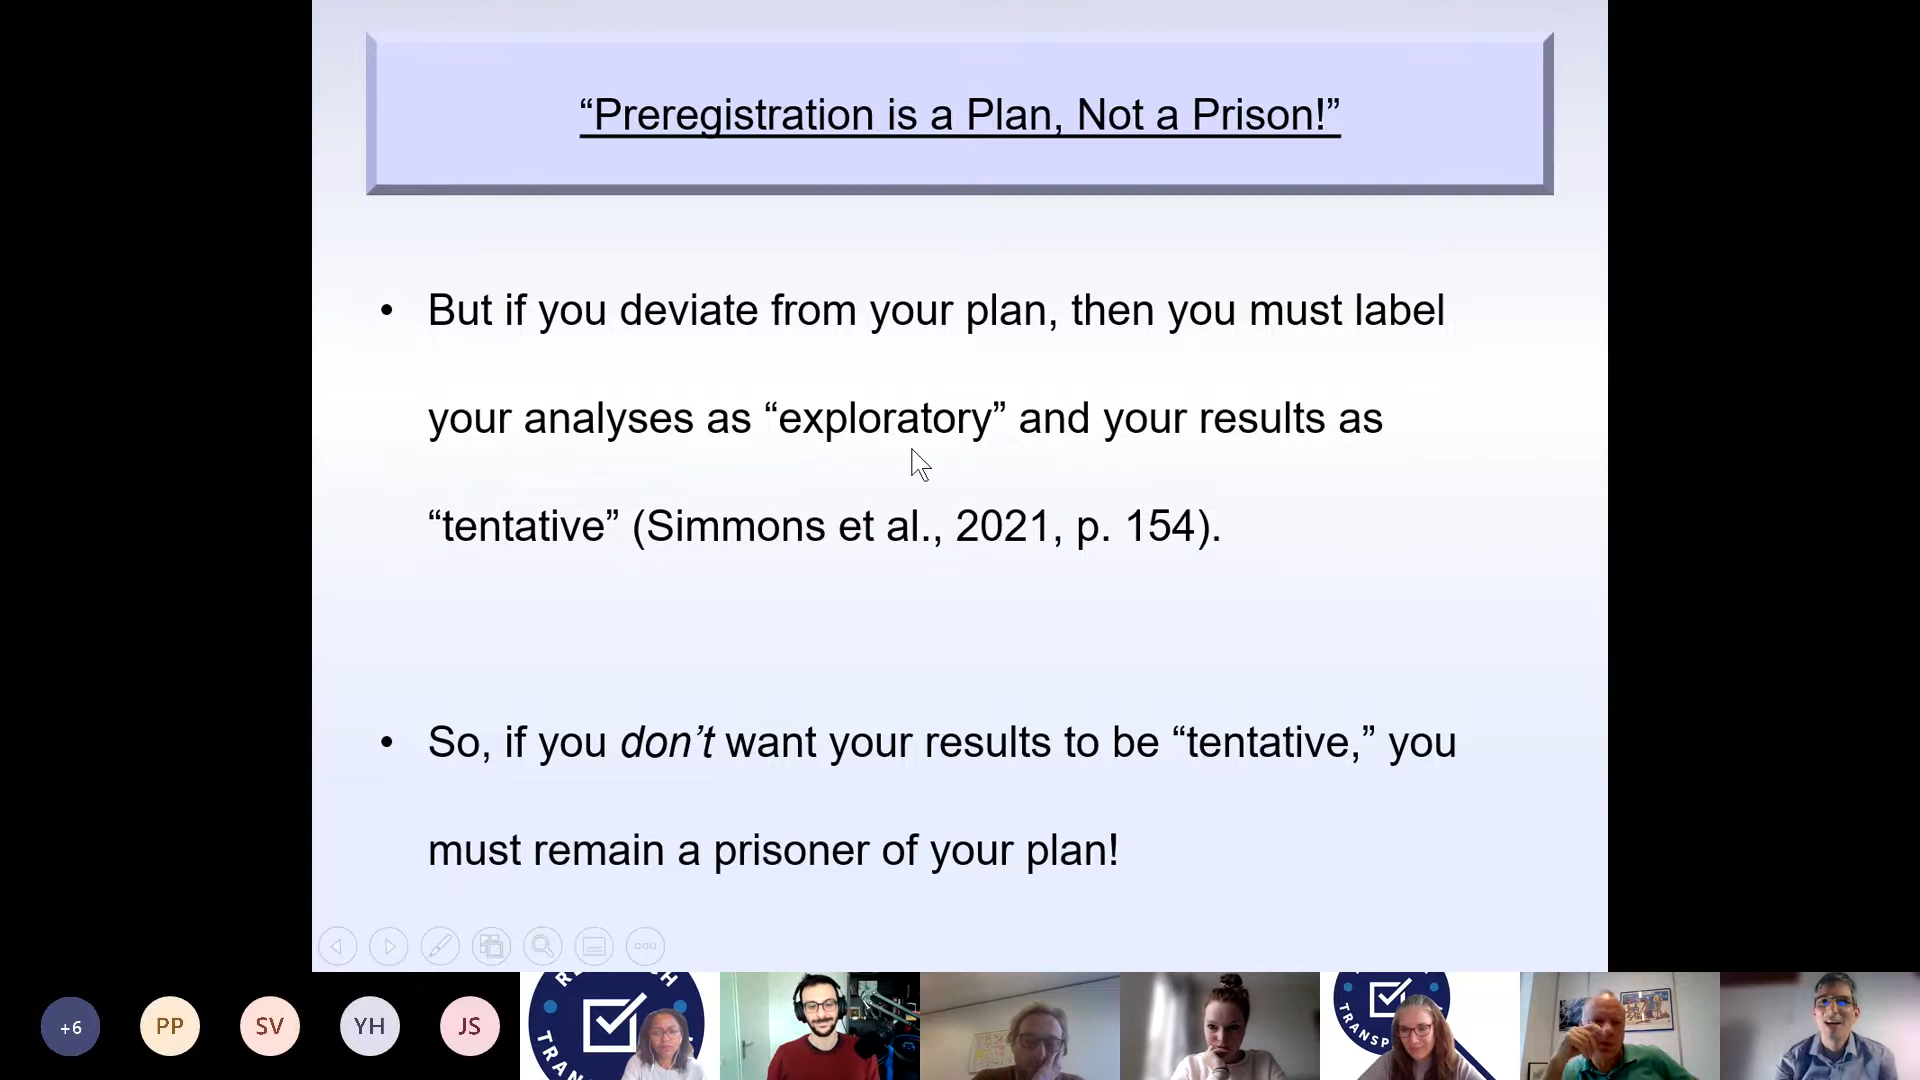 “Preregistration is a Plan, Not a Prison!”
• But if you deviate from your plan, then you must label
your analyses as “exploratory” and your results as
“tentative” (Simmons et al., 2021, p. 154).
• So, if you don’t want your results to be “tentative,” you
must remain a prisoner of your plan!
+6
PP
SV
YH
JS